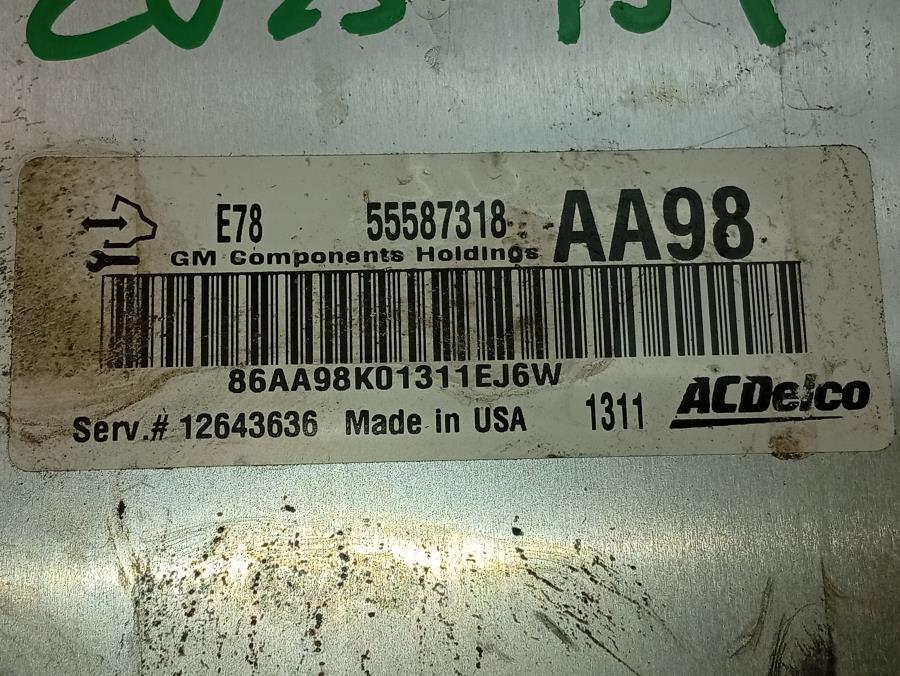 E78 55587318 AA98
GM Components Holdings
86AA98K01311EJ6W
Serv.# 12643636 Made in USA 1311 ACDelco